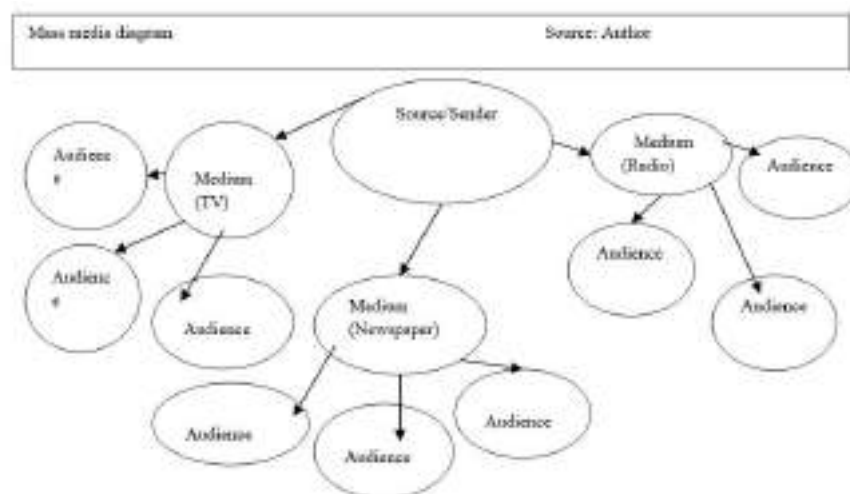 Mass media diagram Source: Author
Source/Sender
Medium
(Radio)
Audience
Audience
Audience
Audienc
e
Medium
(TV)
Audienc
e
Audience
Medium
(Newspaper)
Audience
Audience
Audience